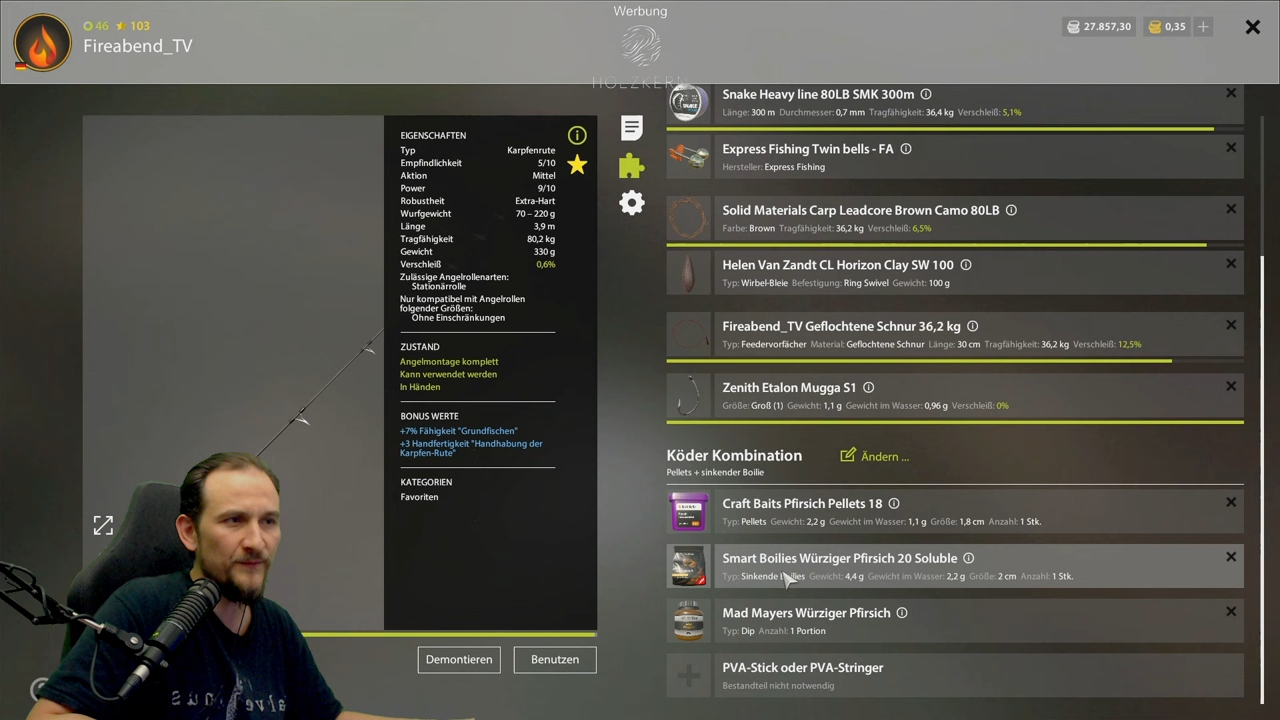 46 103
Fireabend_TV
Werbung
HOLZKERN
27.857,30
0,35
EIGENSCHAFTEN
Typ Karpfenrute
Empfindlichkeit 5/10
Aktion Mittel
Power 9/10
Robustheit Extra-Hart
Wurfgewicht 70 – 220 g
Länge 3,9 m
Tragfähigkeit 80,2 kg
Gewicht 330 g
Verschleiß 0,6%
Zulässige Angelrollenarten:
Stationärrolle
Nur kompatibel mit Angelrollen
folgender Größen:
Ohne Einschränkungen
ZUSTAND
Angelmontage komplett
Kann verwendet werden
In Händen
BONUS WERTE
+7% Fähigkeit "Grundfischen"
+3 Handfertigkeit "Handhabung der
Karpfen-Rute"
KATEGORIEN
Favoriten
Demontieren
Benutzen
Snake Heavy line 80LB SMK 300m
Länge: 300 m Durchmesser: 0,7 mm Tragfähigkeit: 36,4 kg Verschleiß: 5,1%
Express Fishing Twin bells - FA
Hersteller: Express Fishing
Solid Materials Carp Leadcore Brown Camo 80LB
Farbe: Brown Tragfähigkeit: 36,2 kg Verschleiß: 6,5%
Helen Van Zandt CL Horizon Clay SW 100
Typ: Wirbel-Bleie Befestigung: Ring Swivel Gewicht: 100 g
Fireabend_TV Geflochtene Schnur 36,2 kg
Typ: Feedervorfächer Material: Geflochtene Schnur Länge: 30 cm Tragfähigkeit: 36,2 kg Verschleiß: 12,5%
Zenith Etalon Mugga S1
Größe: Groß (1) Gewicht: 1,1 g Gewicht im Wasser: 0,96 g Verschleiß: 0%
Köder Kombination
Ändern ...
Pellets + sinkender Boilie
Craft Baits Pfirsich Pellets 18
Typ: Pellets Gewicht: 2,2 g Gewicht im Wasser: 1,1 g Größe: 1,8 cm Anzahl: 1 Stk.
Smart Boilies Würziger Pfirsich 20 Soluble
Typ: Sinkende Boilies Gewicht: 4,4 g Gewicht im Wasser: 2,2 g Größe: 2 cm Anzahl: 1 Stk.
Mad Mayers Würziger Pfirsich
Typ: Dip Anzahl: 1 Portion
PVA-Stick oder PVA-Stringer
Bestandteil nicht notwendig